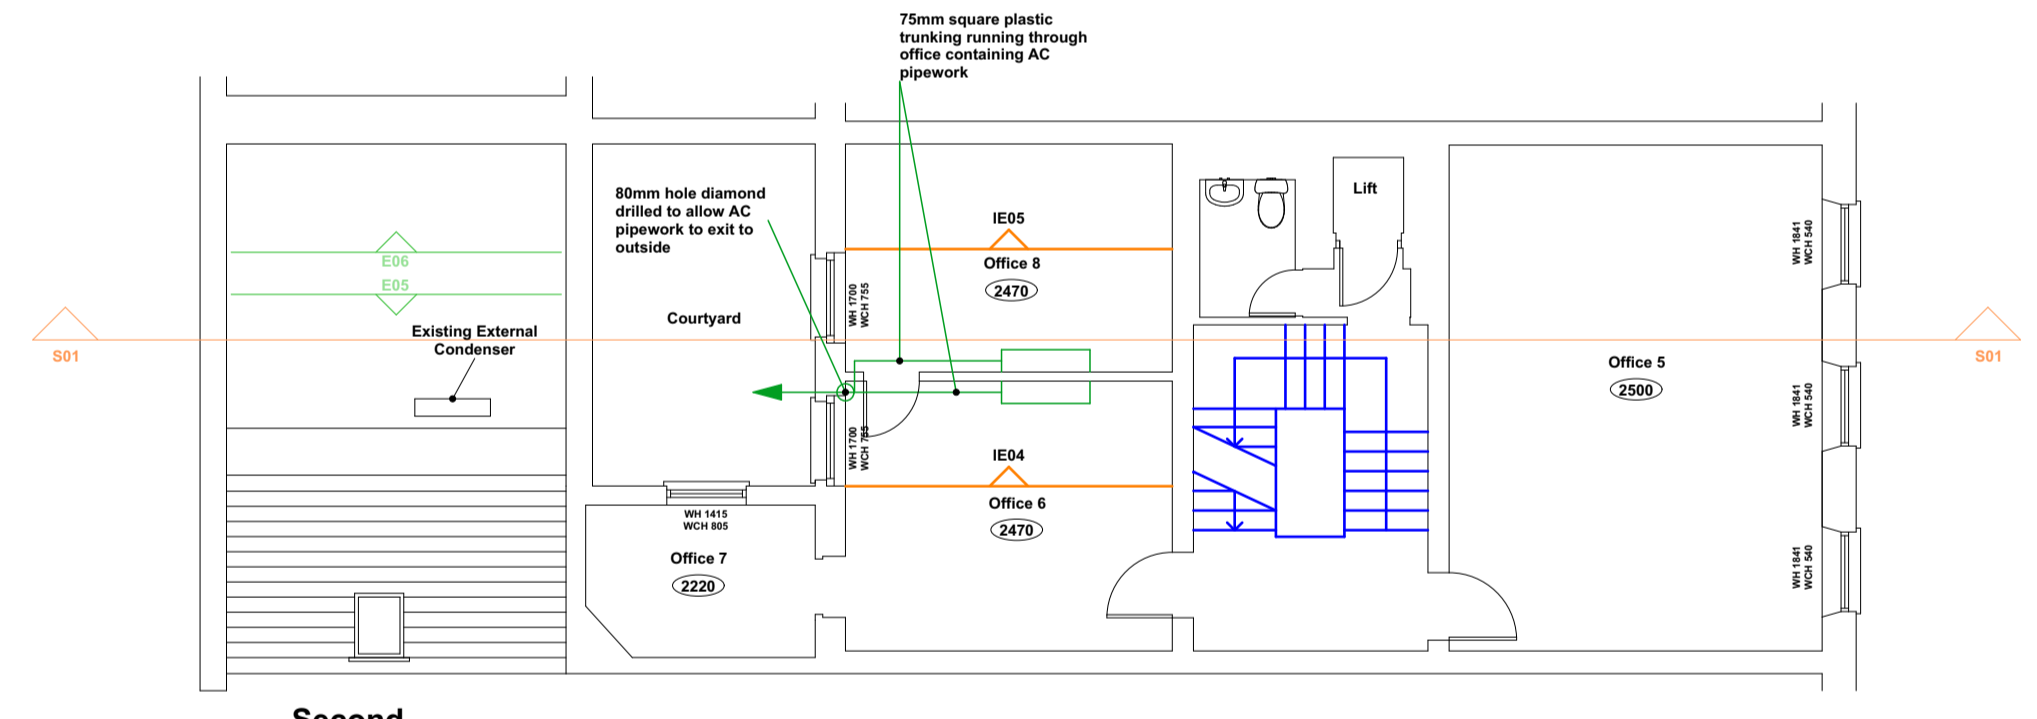 75mm square plastic
trunking running through
office containing AC
pipework
80mm hole diamond
drilled to allow AC
pipework to exit to
outside
Lift
IE05
Office 8
2470
WH 1700
WCH 755
WH 1841
WCH 540
E06
E05
Courtyard
Existing External
Condenser
S01
S01
Office 5
2500
WH 1841
WCH 540
WH 1700
WCH 755
IE04
Office 6
2470
WH 1415
WCH 805
Office 7
2220
WH 1841
WCH 540
Second